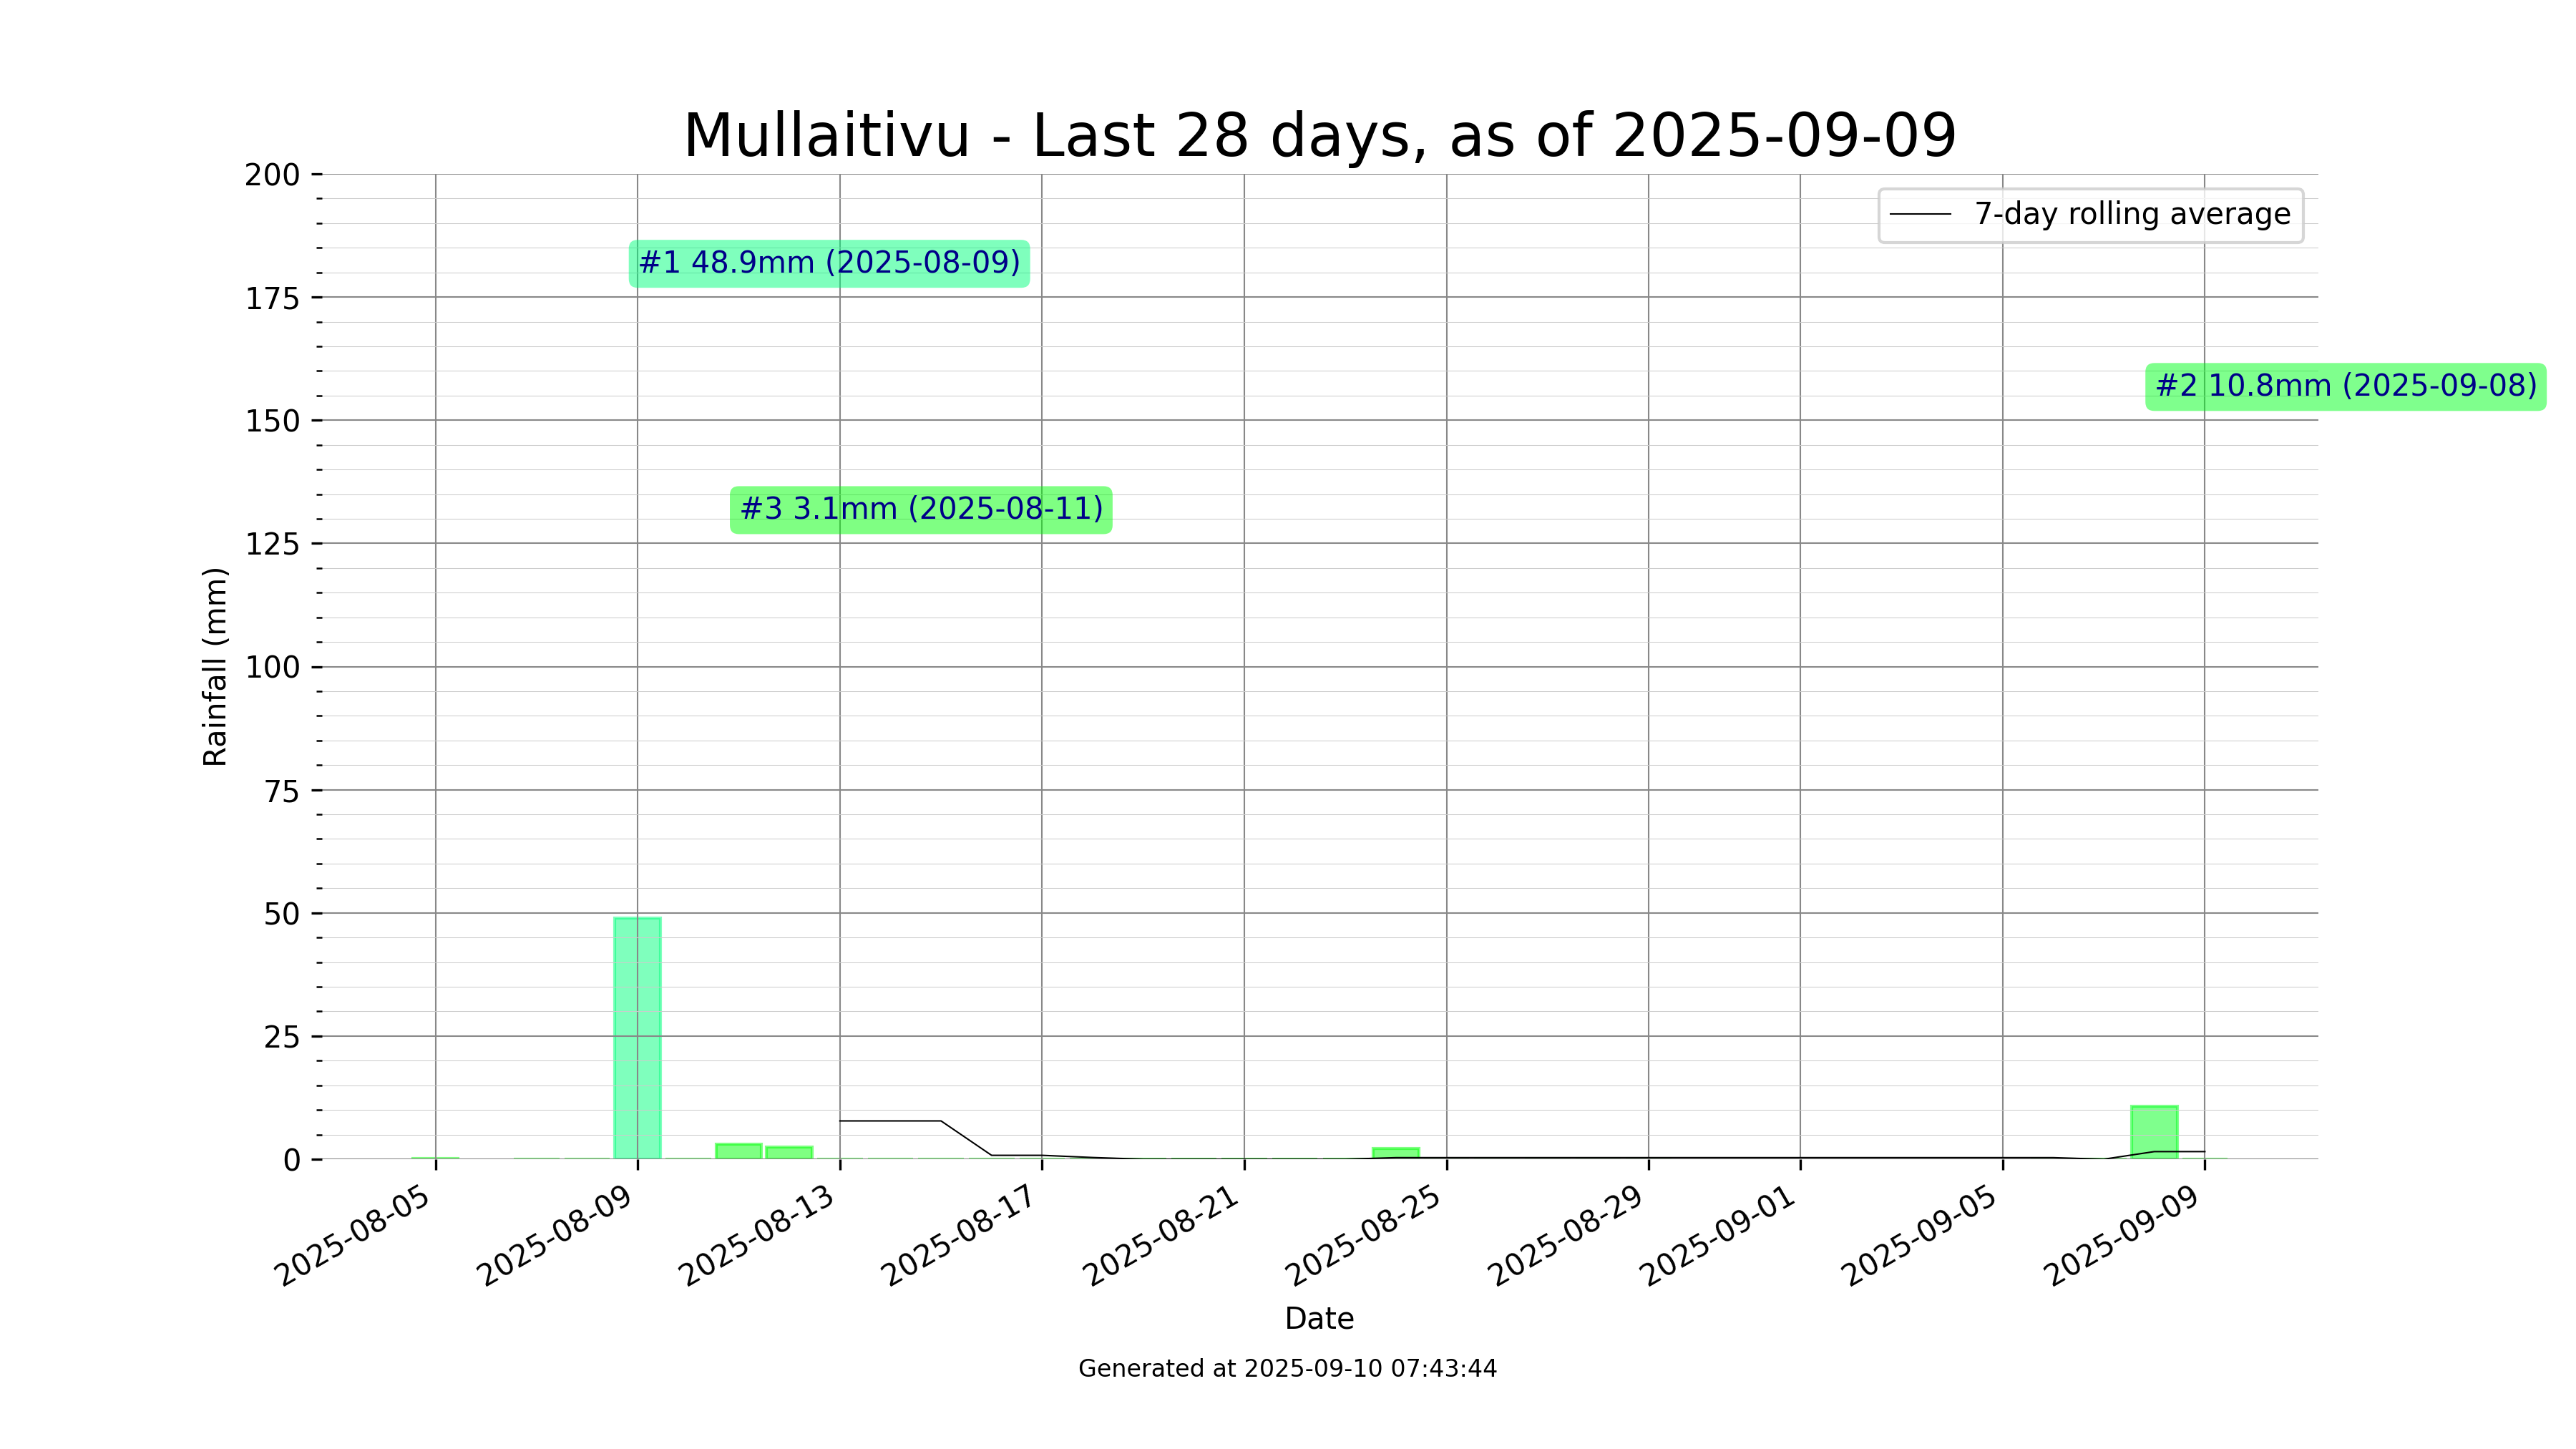 Mullaitivu - Last 28 days, as of 2025-09-09
200
175
150
125
100
75
50
25
0
Rainfall (mm)
7-day rolling average
#1 48.9mm (2025-08-09)
#2 10.8mm (2025-09-08)
#3 3.1mm (2025-08-11)
2025-08-05
2025-08-09
2025-08-13
2025-08-17
2025-08-21
2025-08-25
2025-08-29
2025-09-01
2025-09-05
2025-09-09
Date
Generated at 2025-09-10 07:43:44